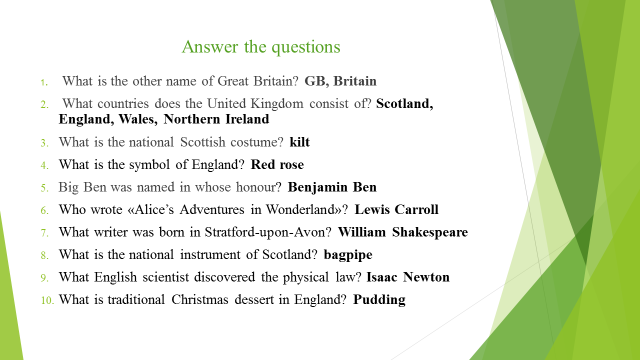 Answer the questions
1. What is the other name of Great Britain? GB, Britain
2. What countries does the United Kingdom consist of? Scotland,
England, Wales, Northern Ireland
3. What is the national Scottish costume? kilt
4. What is the symbol of England? Red rose
5. Big Ben was named in whose honour? Benjamin Ben
6. Who wrote «Alice’s Adventures in Wonderland»? Lewis Carroll
7. What writer was born in Stratford-upon-Avon? William Shakespeare
8. What is the national instrument of Scotland? bagpipe
9. What English scientist discovered the physical law? Isaac Newton
10. What is traditional Christmas dessert in England? Pudding